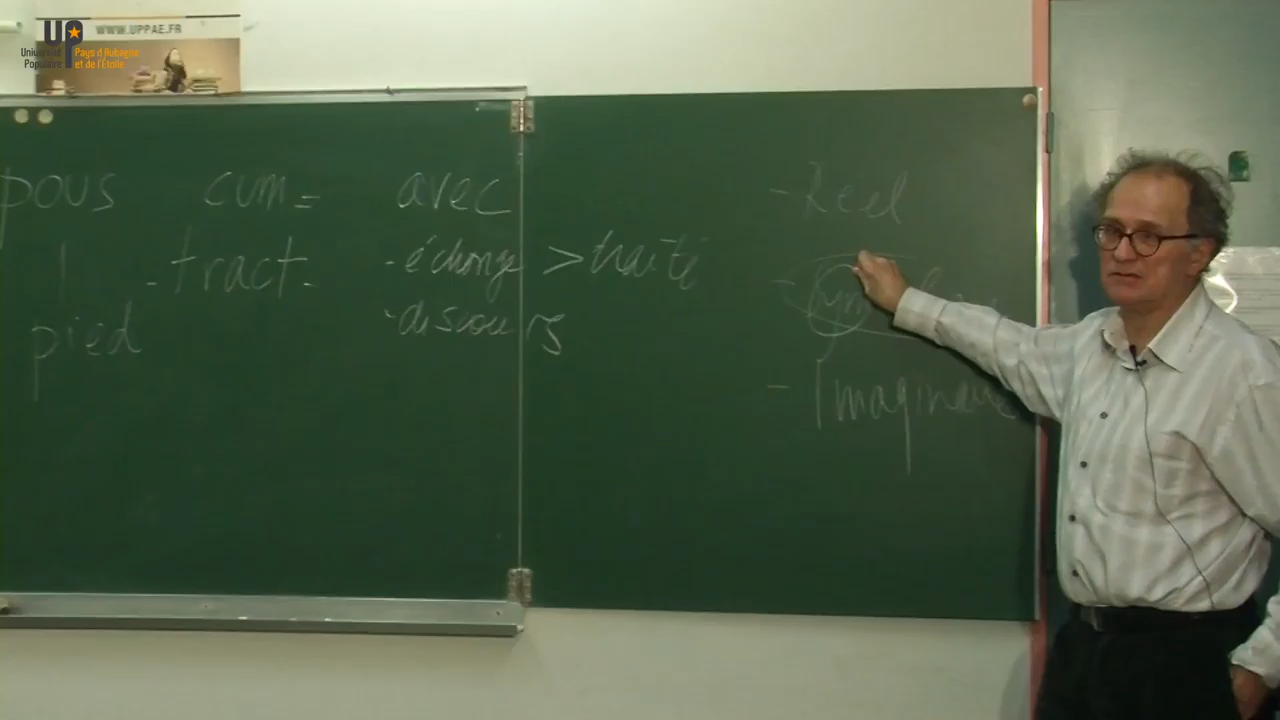 UP
Université Populaire
Pays d'Aubagne
et de l'Étoile
WWW.UPPAE.FR
pous cum = avec - Réel
- tract - - échange > traité
pied - discours
- Imaginaire